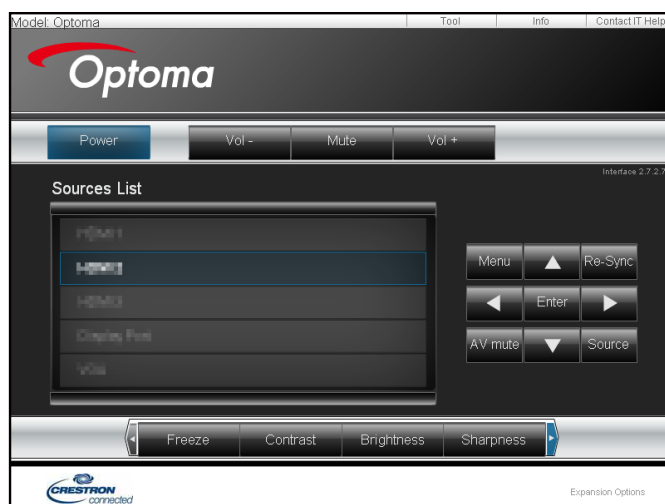 Model: Optoma
Tool Info Contact IT Help
Optoma
Power Vol - Mute Vol +
Interface 2.7.2.7
Sources List
Menu Re-Sync
Enter
AV mute Source
Freeze Contrast Brightness Sharpness
CRESTRON
connected
Expansion Options